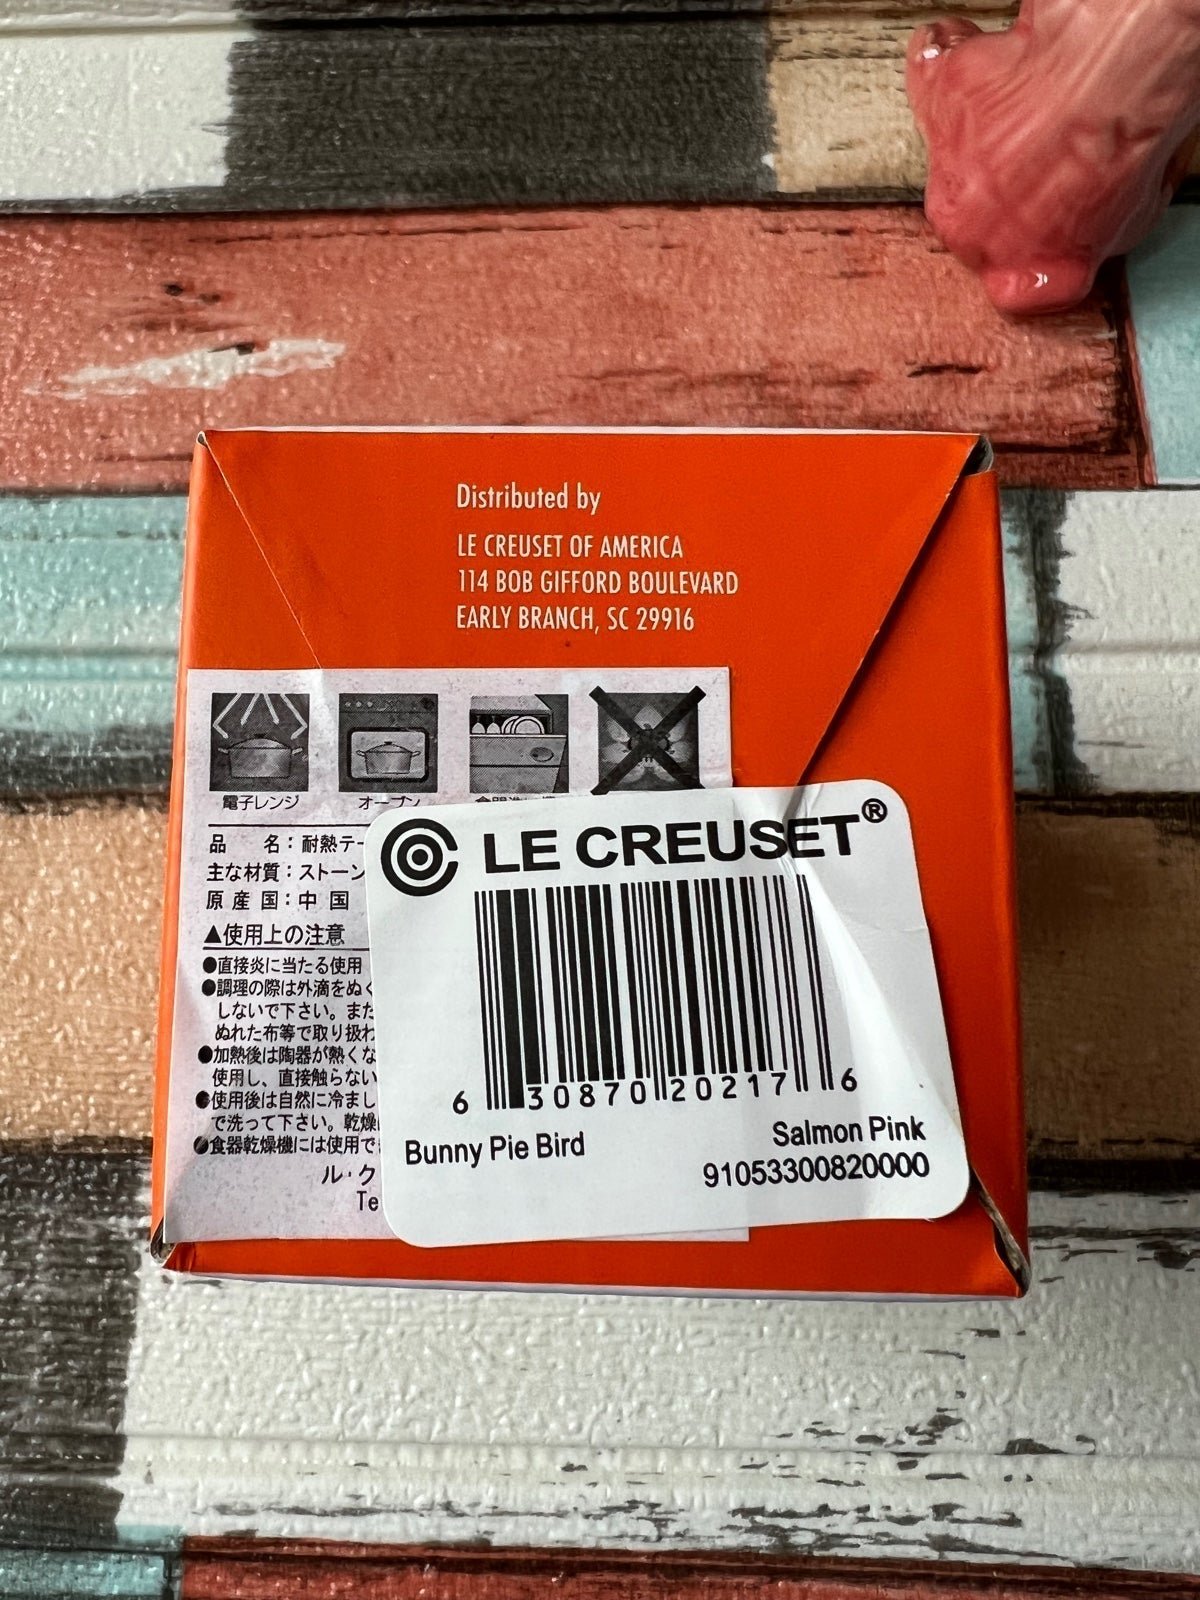 Distributed by
LE CREUSET OF AMERICA
114 BOB GIFFORD BOULEVARD
EARLY BRANCH, SC 29916
電子レンジ
オーブン
品 名:耐熱テー
主な材質:ストーン
原産国:中国
▲使用上の注意
●直接炎に当たる使用
●調理の際は外滴をぬぐ
しないで下さい。また
ぬれた布等で取り扱わ
●加熱後は陶器が熱くな
使用し、直接触らない
●使用後は自然に冷まし
で洗って下さい。乾燥
●食器乾燥機には使用で
ル・ク
Te
LE CREUSET®
6 30870 20217 6
Bunny Pie Bird
Salmon Pink
91053300820000